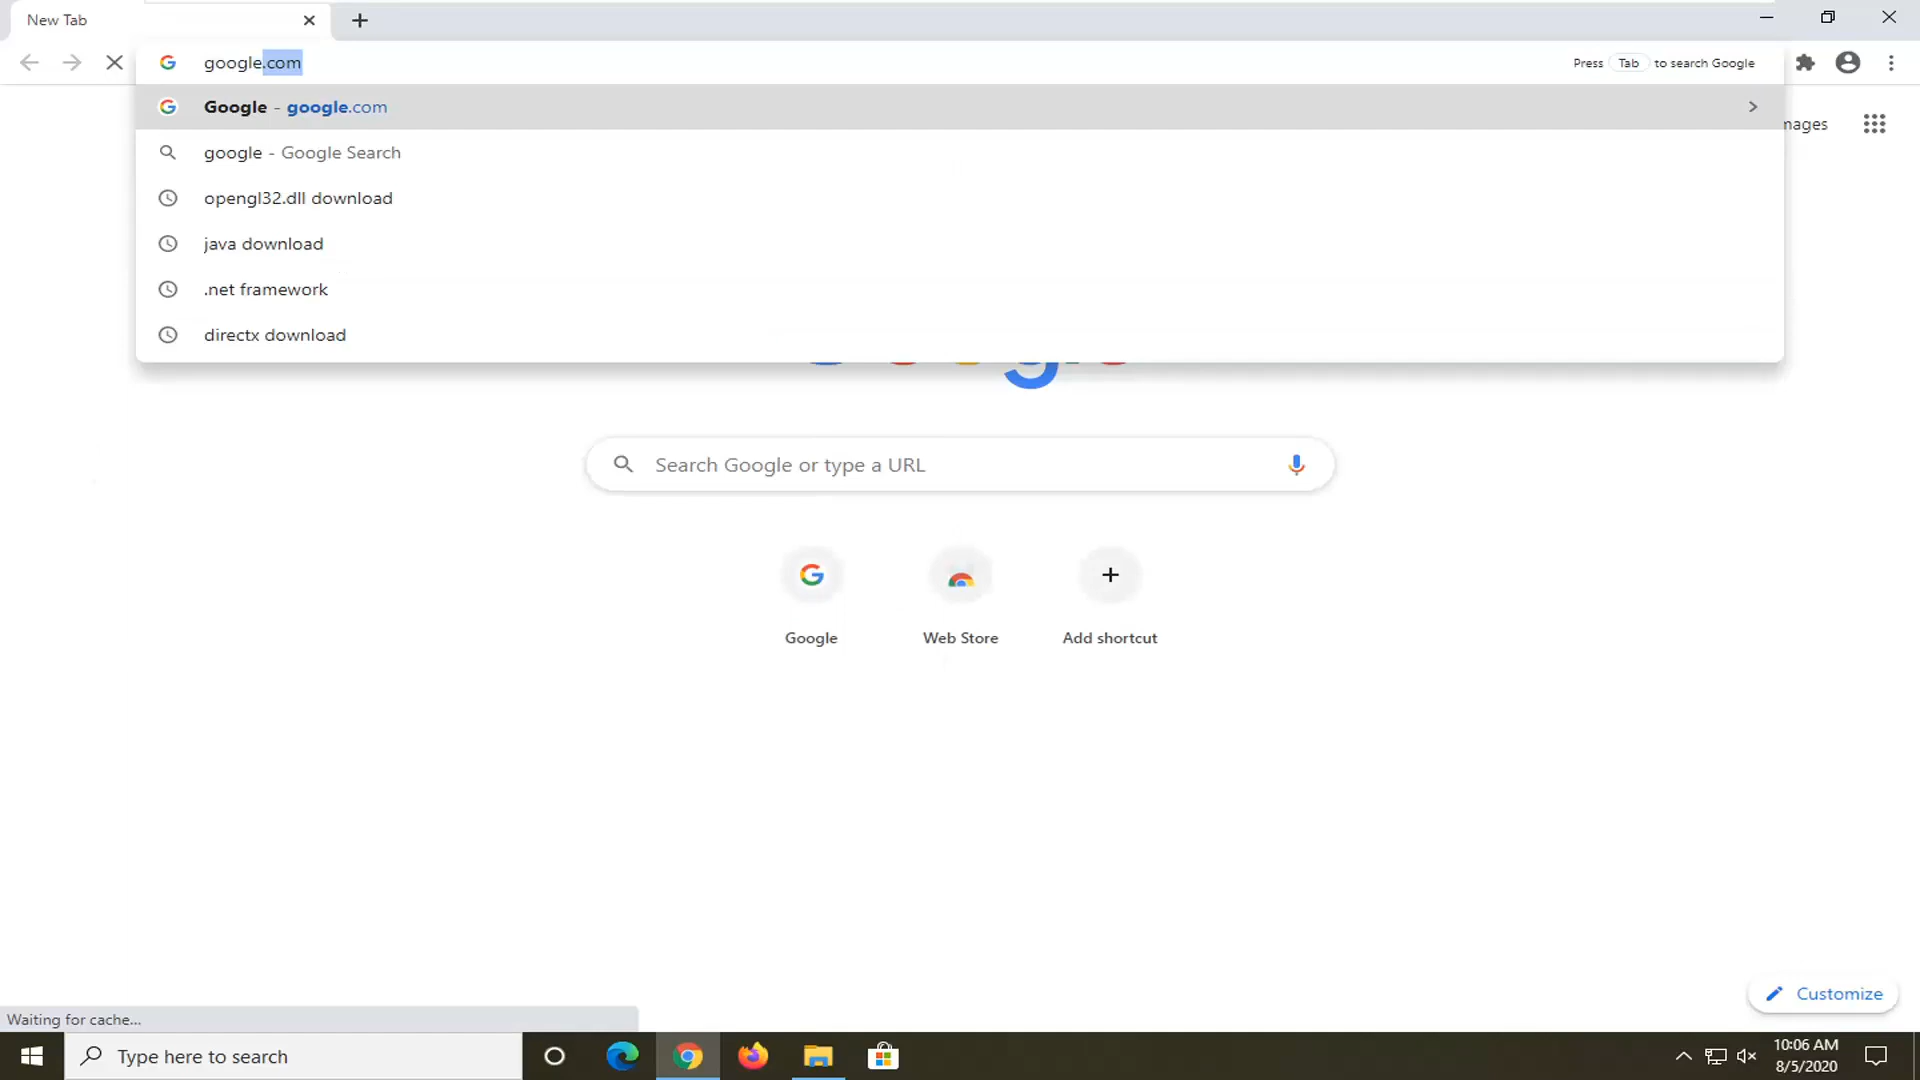 New Tab
google.com
Press Tab to search Google
Google - google.com
google - Google Search
opengl32.dll download
java download
.net framework
directx download
Search Google or type a URL
Google
Web Store
Add shortcut
Customize
Waiting for cache...
Type here to search
10:06 AM
8/5/2020